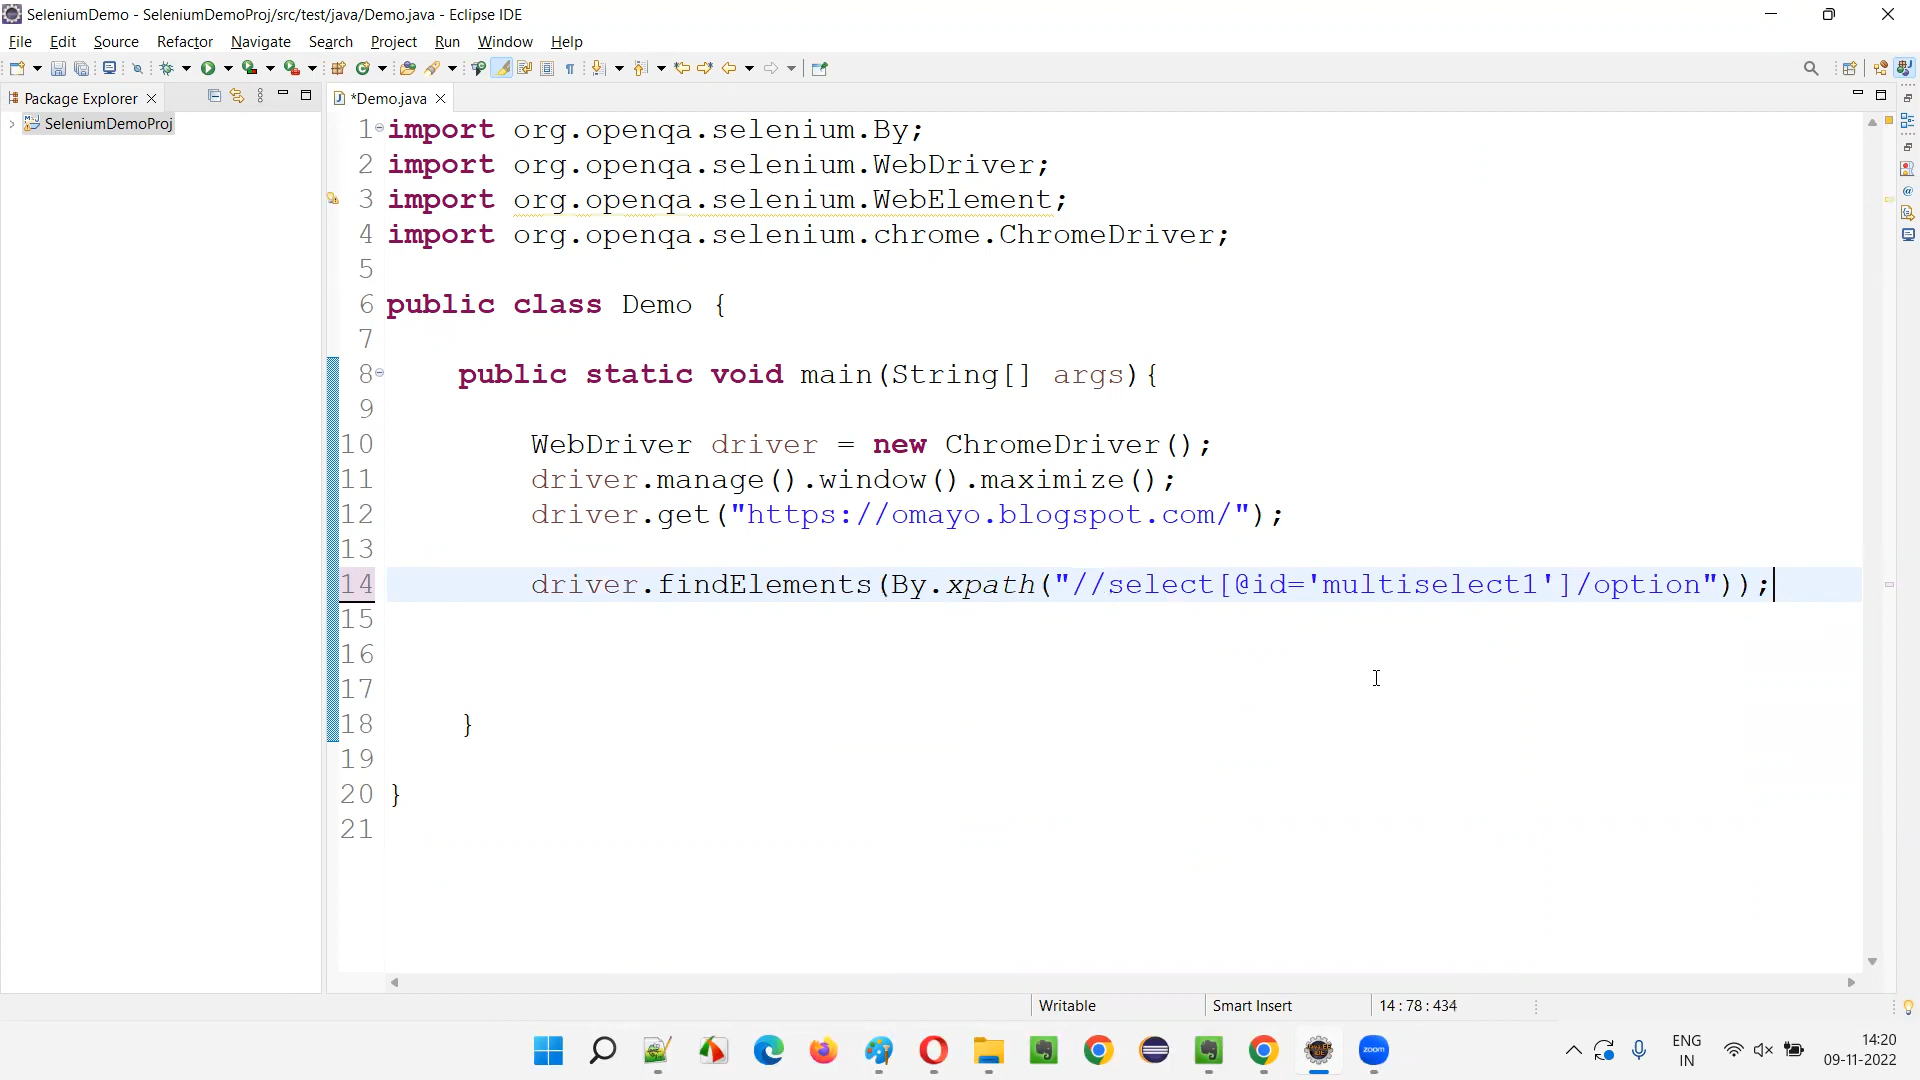 SeleniumDemo - SeleniumDemoProj/src/test/java/Demo.java - Eclipse IDE
File Edit Source Refactor Navigate Search Project Run Window Help
Package Explorer
*Demo.java
SeleniumDemoProj
1 import org.openqa.selenium.By;
2 import org.openqa.selenium.WebDriver;
3 import org.openqa.selenium.WebElement;
4 import org.openqa.selenium.chrome.ChromeDriver;
5
6 public class Demo {
7
8 public static void main(String[] args){
9
10 WebDriver driver = new ChromeDriver();
11 driver.manage().window().maximize();
12 driver.get("https://omayo.blogspot.com/");
13
14 driver.findElements(By.xpath("//select[@id='multiselect1']/option"));
15
16
17
18 }
19
20 }
21
Writable Smart Insert 14 : 78 : 434
zoom
ENG
IN
14:20
09-11-2022